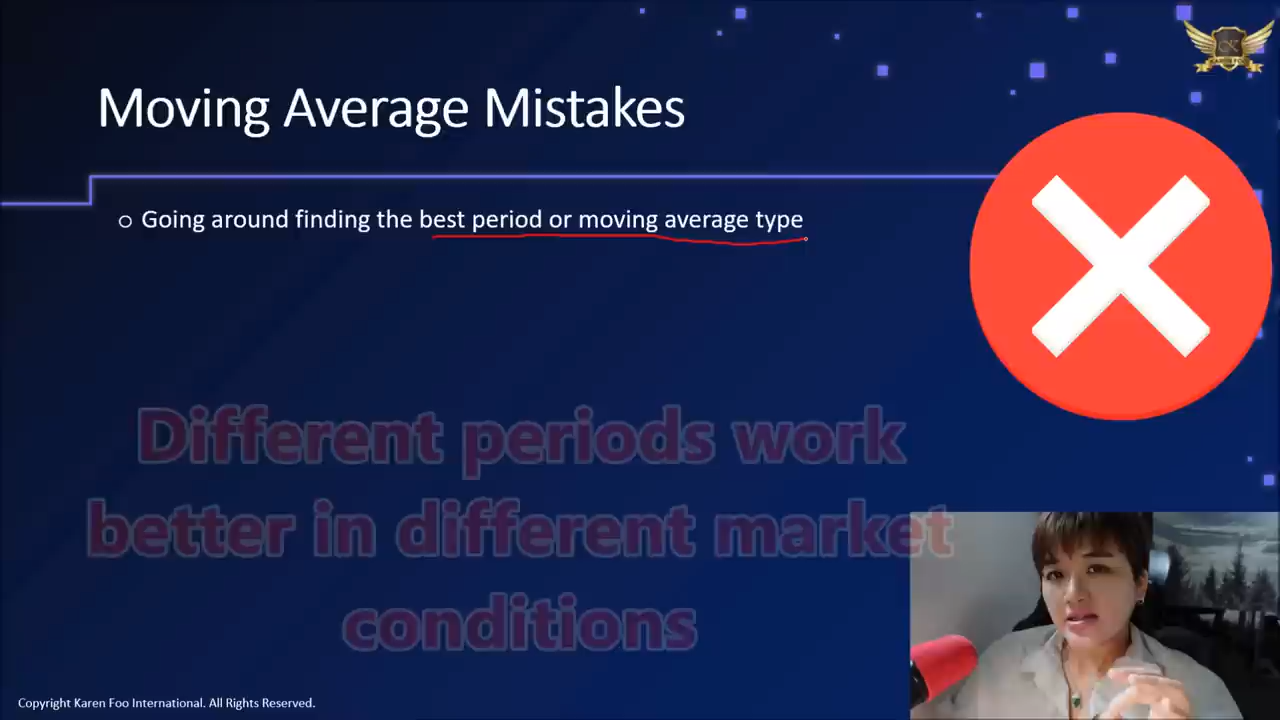 Moving Average Mistakes
Going around finding the best period or moving average type
Different periods work
better in different market
conditions
Copyright Karen Foo International. All Rights Reserved.